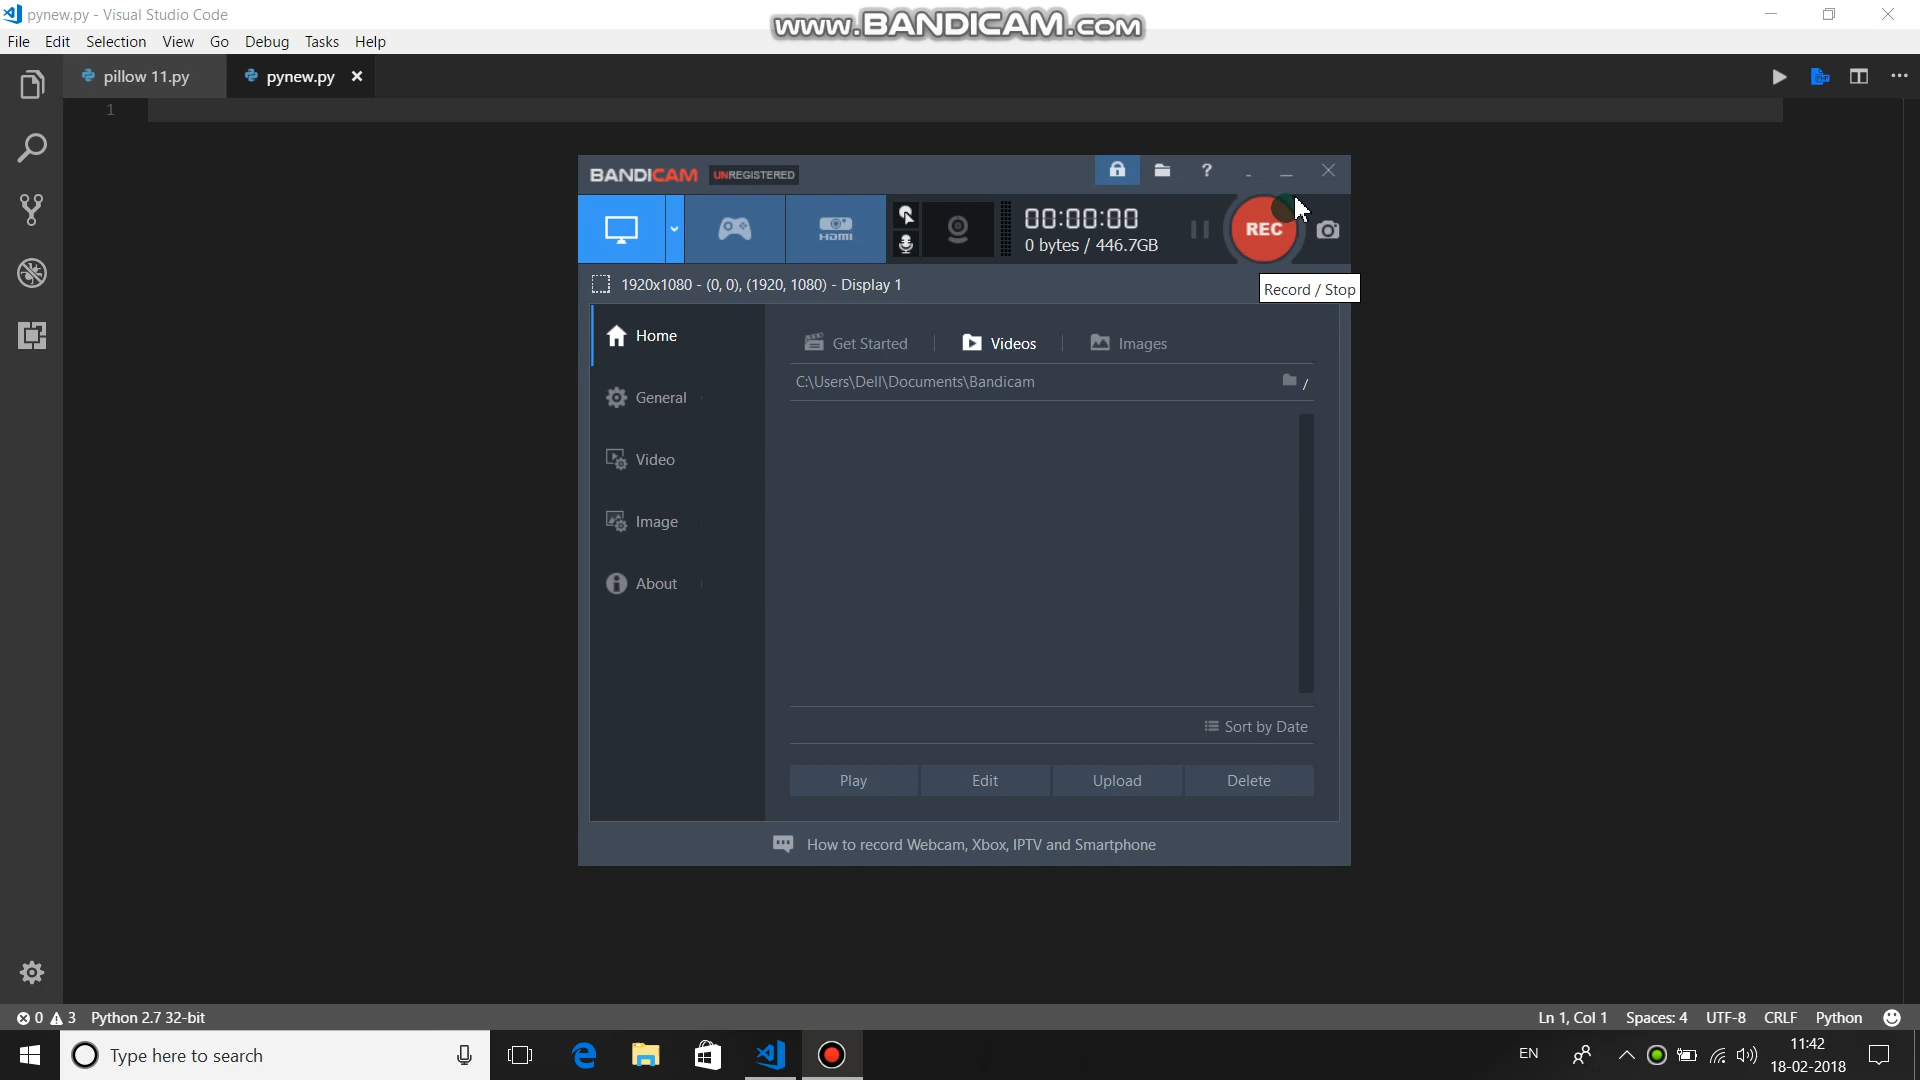 pynew.py - Visual Studio Code
www.BANDICAM.com
File Edit Selection View Go Debug Tasks Help
pillow 11.py pynew.py
1
BANDICAM UNREGISTERED ?
HDMI
00:00:00
0 bytes / 446.7GB
REC
1920x1080 - (0, 0), (1920, 1080) - Display 1
Record / Stop
Home
General
Video
Image
About
Get Started Videos Images
C:\Users\Dell\Documents\Bandicam /
Sort by Date
Play Edit Upload Delete
How to record Webcam, Xbox, IPTV and Smartphone
0 3 Python 2.7 32-bit Ln 1, Col 1 Spaces: 4 UTF-8 CRLF Python
Type here to search
EN
11:42
18-02-2018